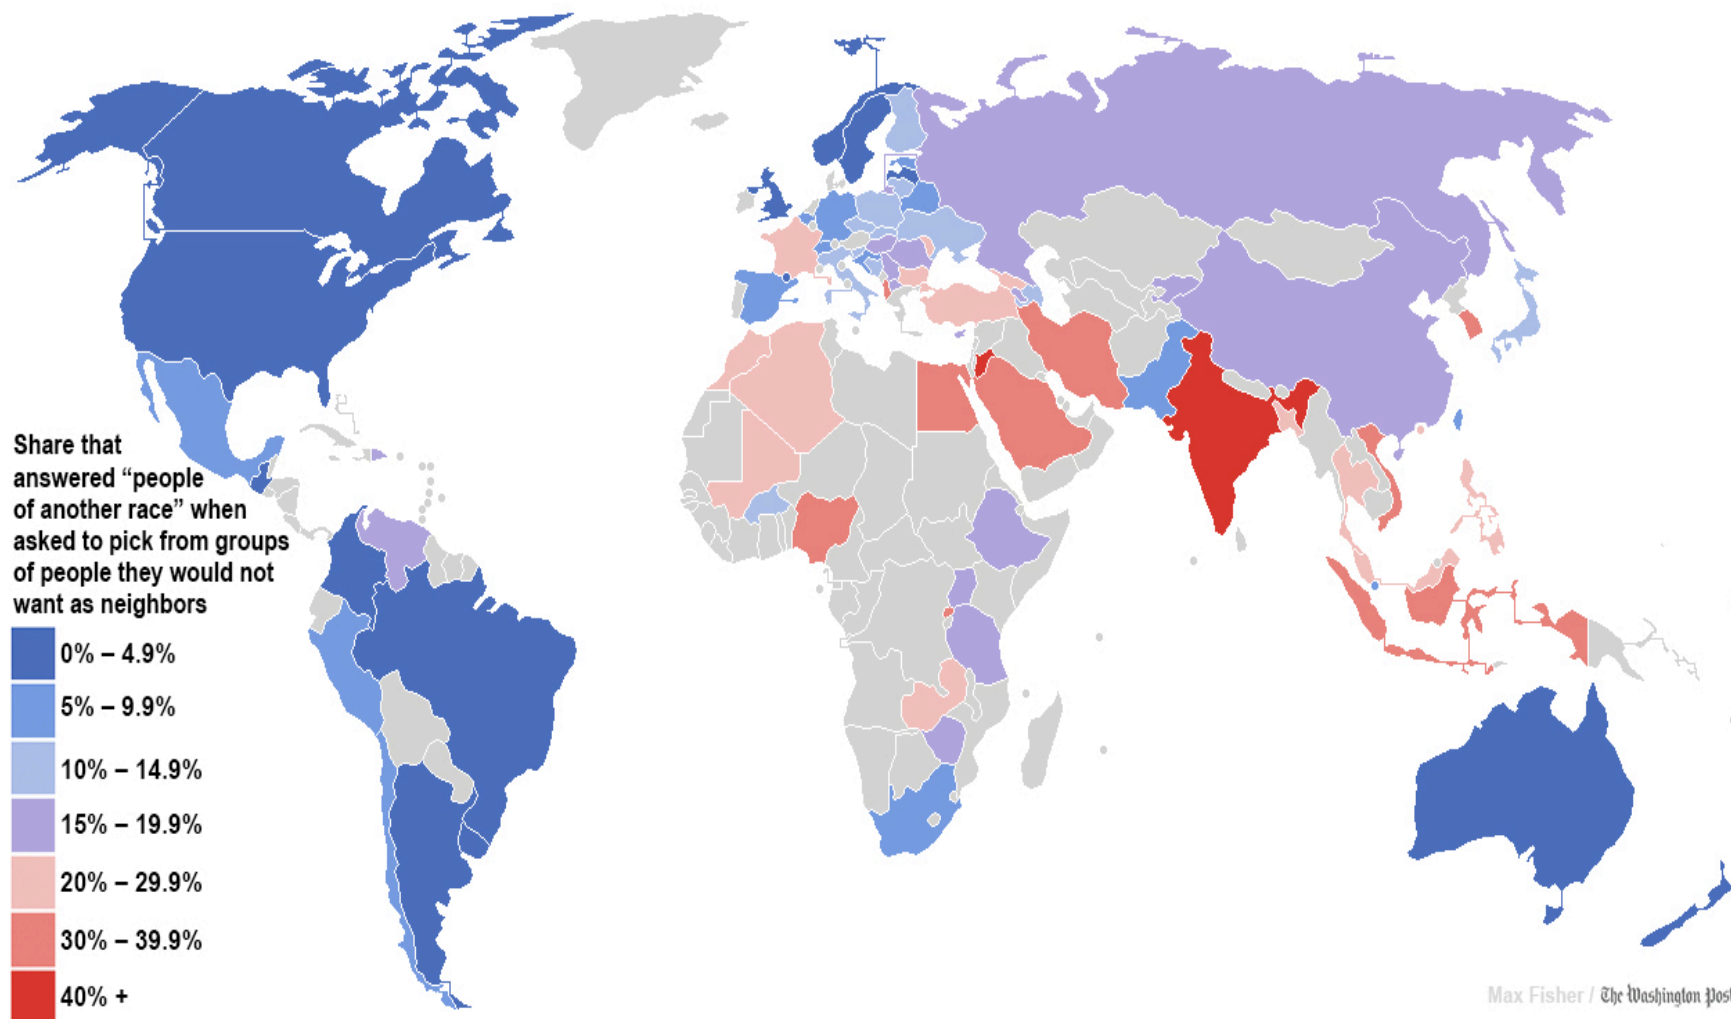 Share that
answered “people
of another race” when
asked to pick from groups
of people they would not
want as neighbors
0% – 4.9%
5% – 9.9%
10% – 14.9%
15% – 19.9%
20% – 29.9%
30% – 39.9%
40% +
Max Fisher / The Washington Post